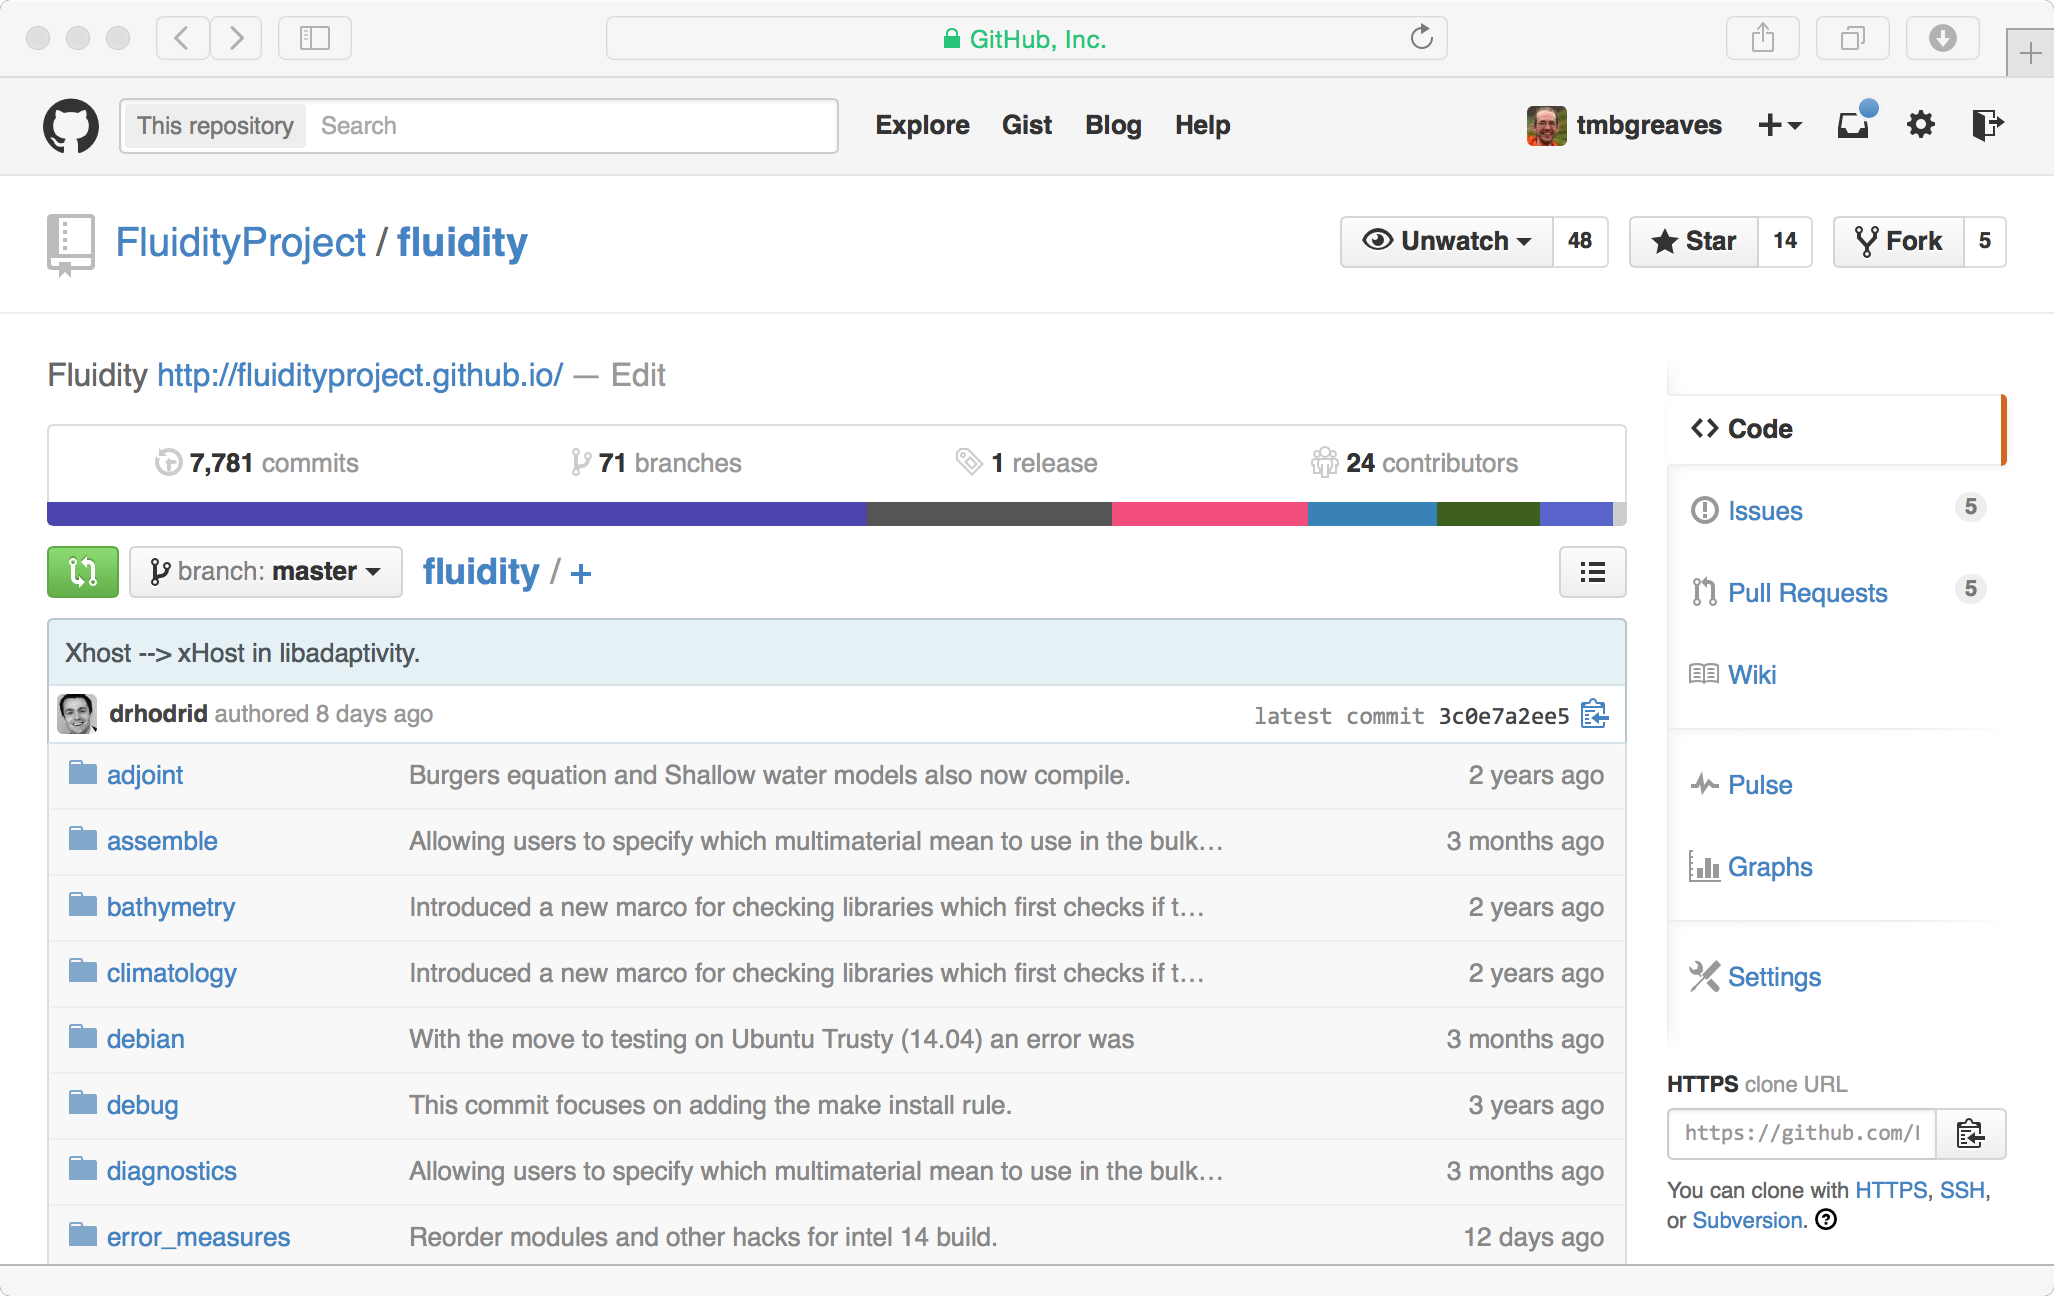 GitHub, Inc.
This repository Search Explore Gist Blog Help tmbgreaves
FluidityProject / fluidity Unwatch 48 Star 14 Fork 5
Fluidity http://fluidityproject.github.io/ — Edit
7,781 commits 71 branches 1 release 24 contributors
branch: master fluidity / +
Xhost --> xHost in libadaptivity.
drhodrid authored 8 days ago latest commit 3c0e7a2ee5
adjoint Burgers equation and Shallow water models also now compile. 2 years ago
assemble Allowing users to specify which multimaterial mean to use in the bulk… 3 months ago
bathymetry Introduced a new marco for checking libraries which first checks if t… 2 years ago
climatology Introduced a new marco for checking libraries which first checks if t… 2 years ago
debian With the move to testing on Ubuntu Trusty (14.04) an error was 3 months ago
debug This commit focuses on adding the make install rule. 3 years ago
diagnostics Allowing users to specify which multimaterial mean to use in the bulk… 3 months ago
error_measures Reorder modules and other hacks for intel 14 build. 12 days ago
Code
Issues 5
Pull Requests 5
Wiki
Pulse
Graphs
Settings
HTTPS clone URL
https://github.com/
You can clone with HTTPS, SSH,
or Subversion.